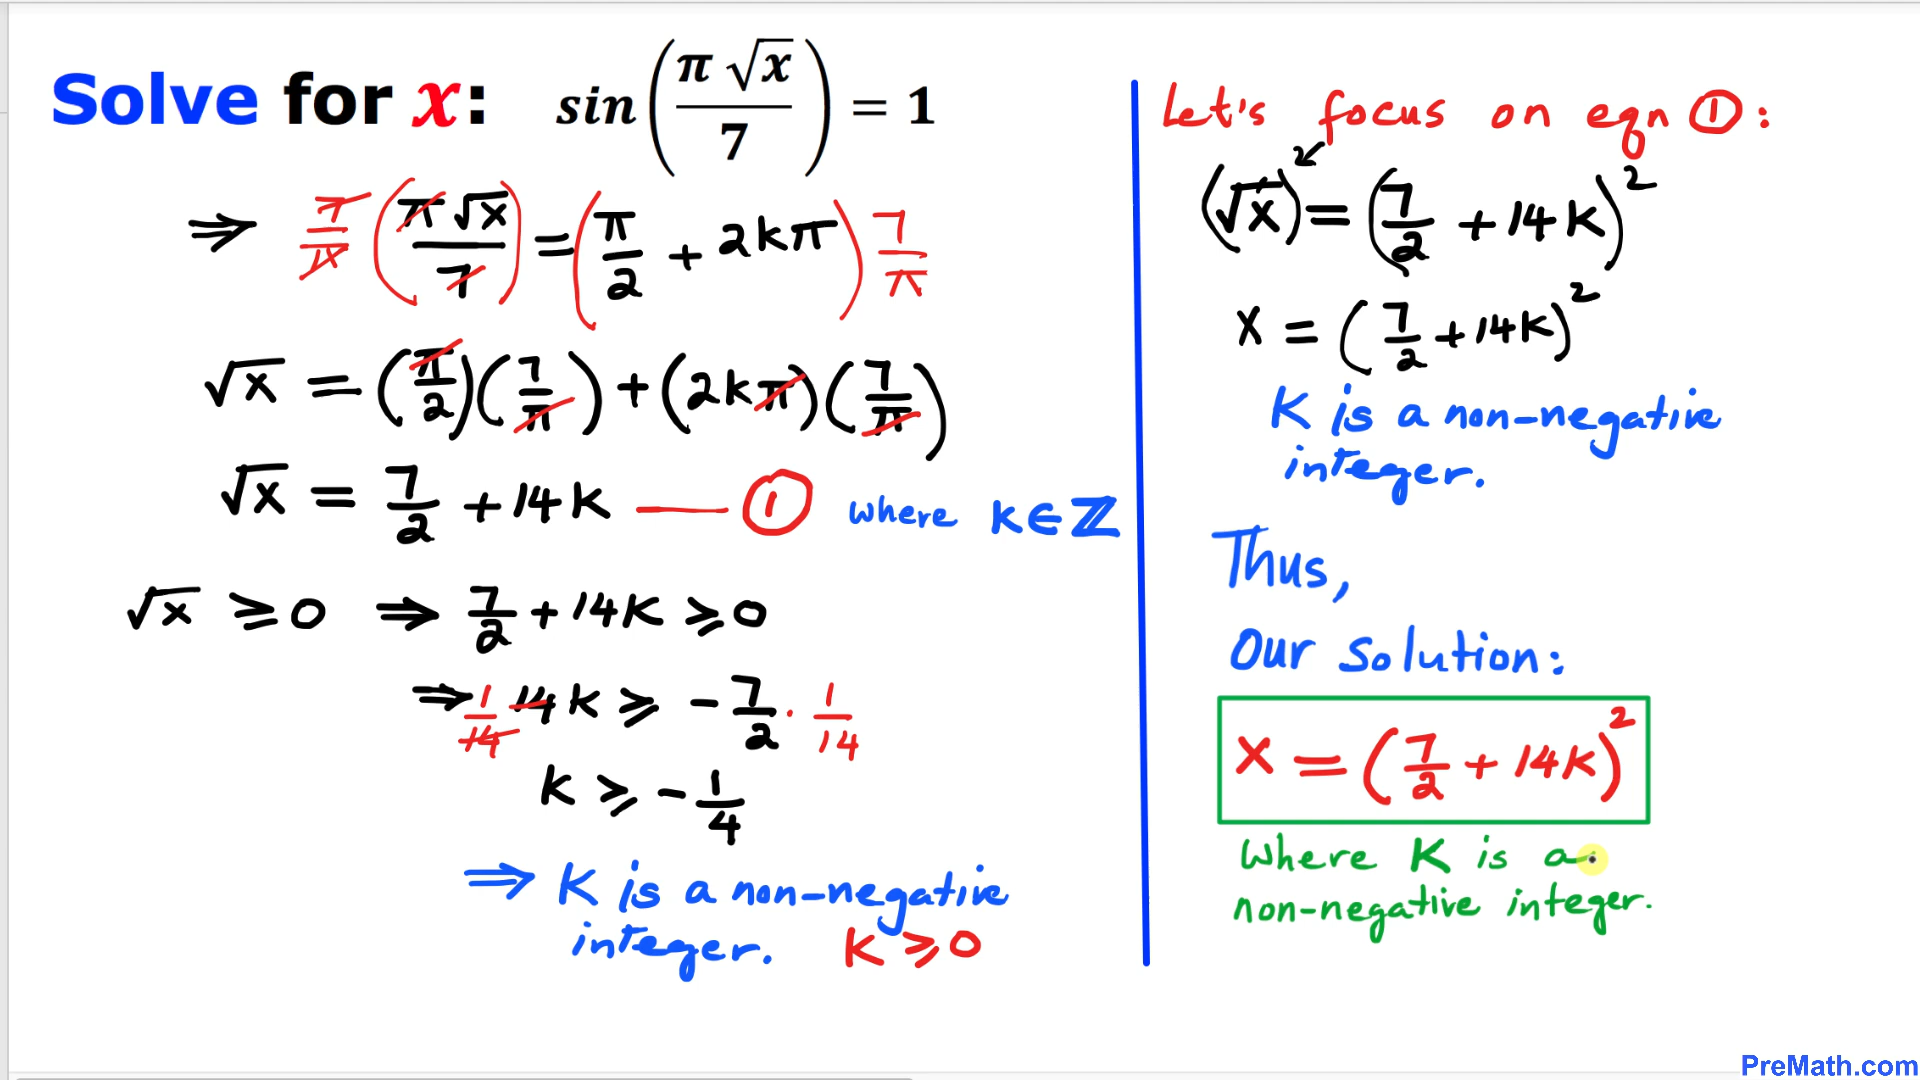 Solve for x: sin(π√x/7) = 1
⇒ 7/π (π√x/7) = (π/2 + 2kπ) 7/π
√x = (π/2)(7/π) + (2kπ)(7/π)
√x = 7/2 + 14k —— ① where k ∈ ℤ
√x ≥ 0 ⇒ 7/2 + 14k ≥ 0
⇒ 1/14 14k ≥ -7/2 · 1/14
k ≥ -1/4
⇒ K is a non-negative
integer. K ≥ 0
Let's focus on eqn ①:
(√x)² = (7/2 + 14k)²
x = (7/2 + 14k)²
K is a non-negative
integer.
Thus,
Our solution:
x = (7/2 + 14k)²
Where K is a
non-negative integer.
PreMath.com